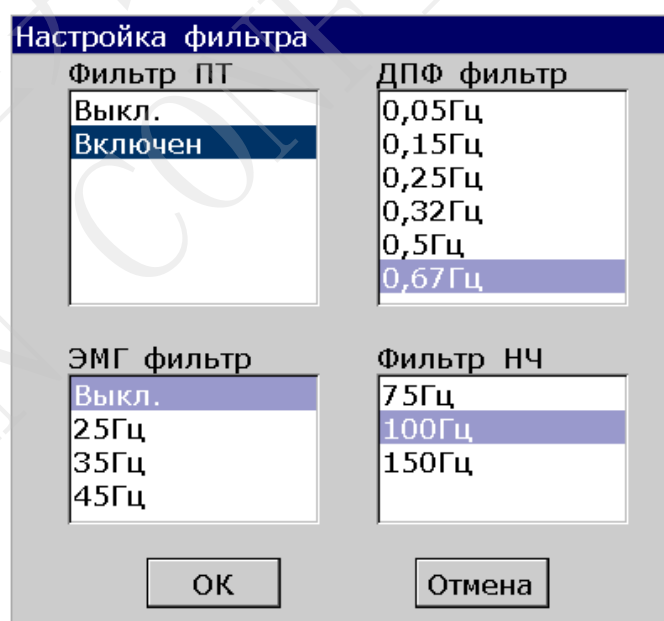 Настройка фильтра
Фильтр ПТ
Выкл.
Включен
ДПФ фильтр
0,05Гц
0,15Гц
0,25Гц
0,32Гц
0,5Гц
0,67Гц
ЭМГ фильтр
Выкл.
25Гц
35Гц
45Гц
Фильтр НЧ
75Гц
100Гц
150Гц
ОК
Отмена